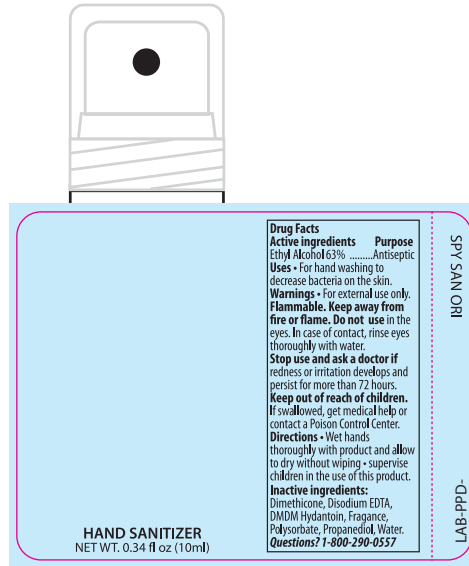 Drug Facts
Active ingredients Purpose
Ethyl Alcohol 63% .........Antiseptic
Uses • For hand washing to
decrease bacteria on the skin.
Warnings • For external use only.
Flammable. Keep away from
fire or flame. Do not use in the
eyes. In case of contact, rinse eyes
thoroughly with water.
Stop use and ask a doctor if
redness or irritation develops and
persist for more than 72 hours.
Keep out of reach of children.
If swallowed, get medical help or
contact a Poison Control Center.
Directions • Wet hands
thoroughly with product and allow
to dry without wiping • supervise
children in the use of this product.
Inactive ingredients:
Dimethicone, Disodium EDTA,
DMDM Hydantoin, Fragance,
Polysorbate, Propanediol, Water.
Questions? 1-800-290-0557
HAND SANITIZER
NET WT. 0.34 fl oz (10ml)
SPY SAN ORI
LAB-PPD-